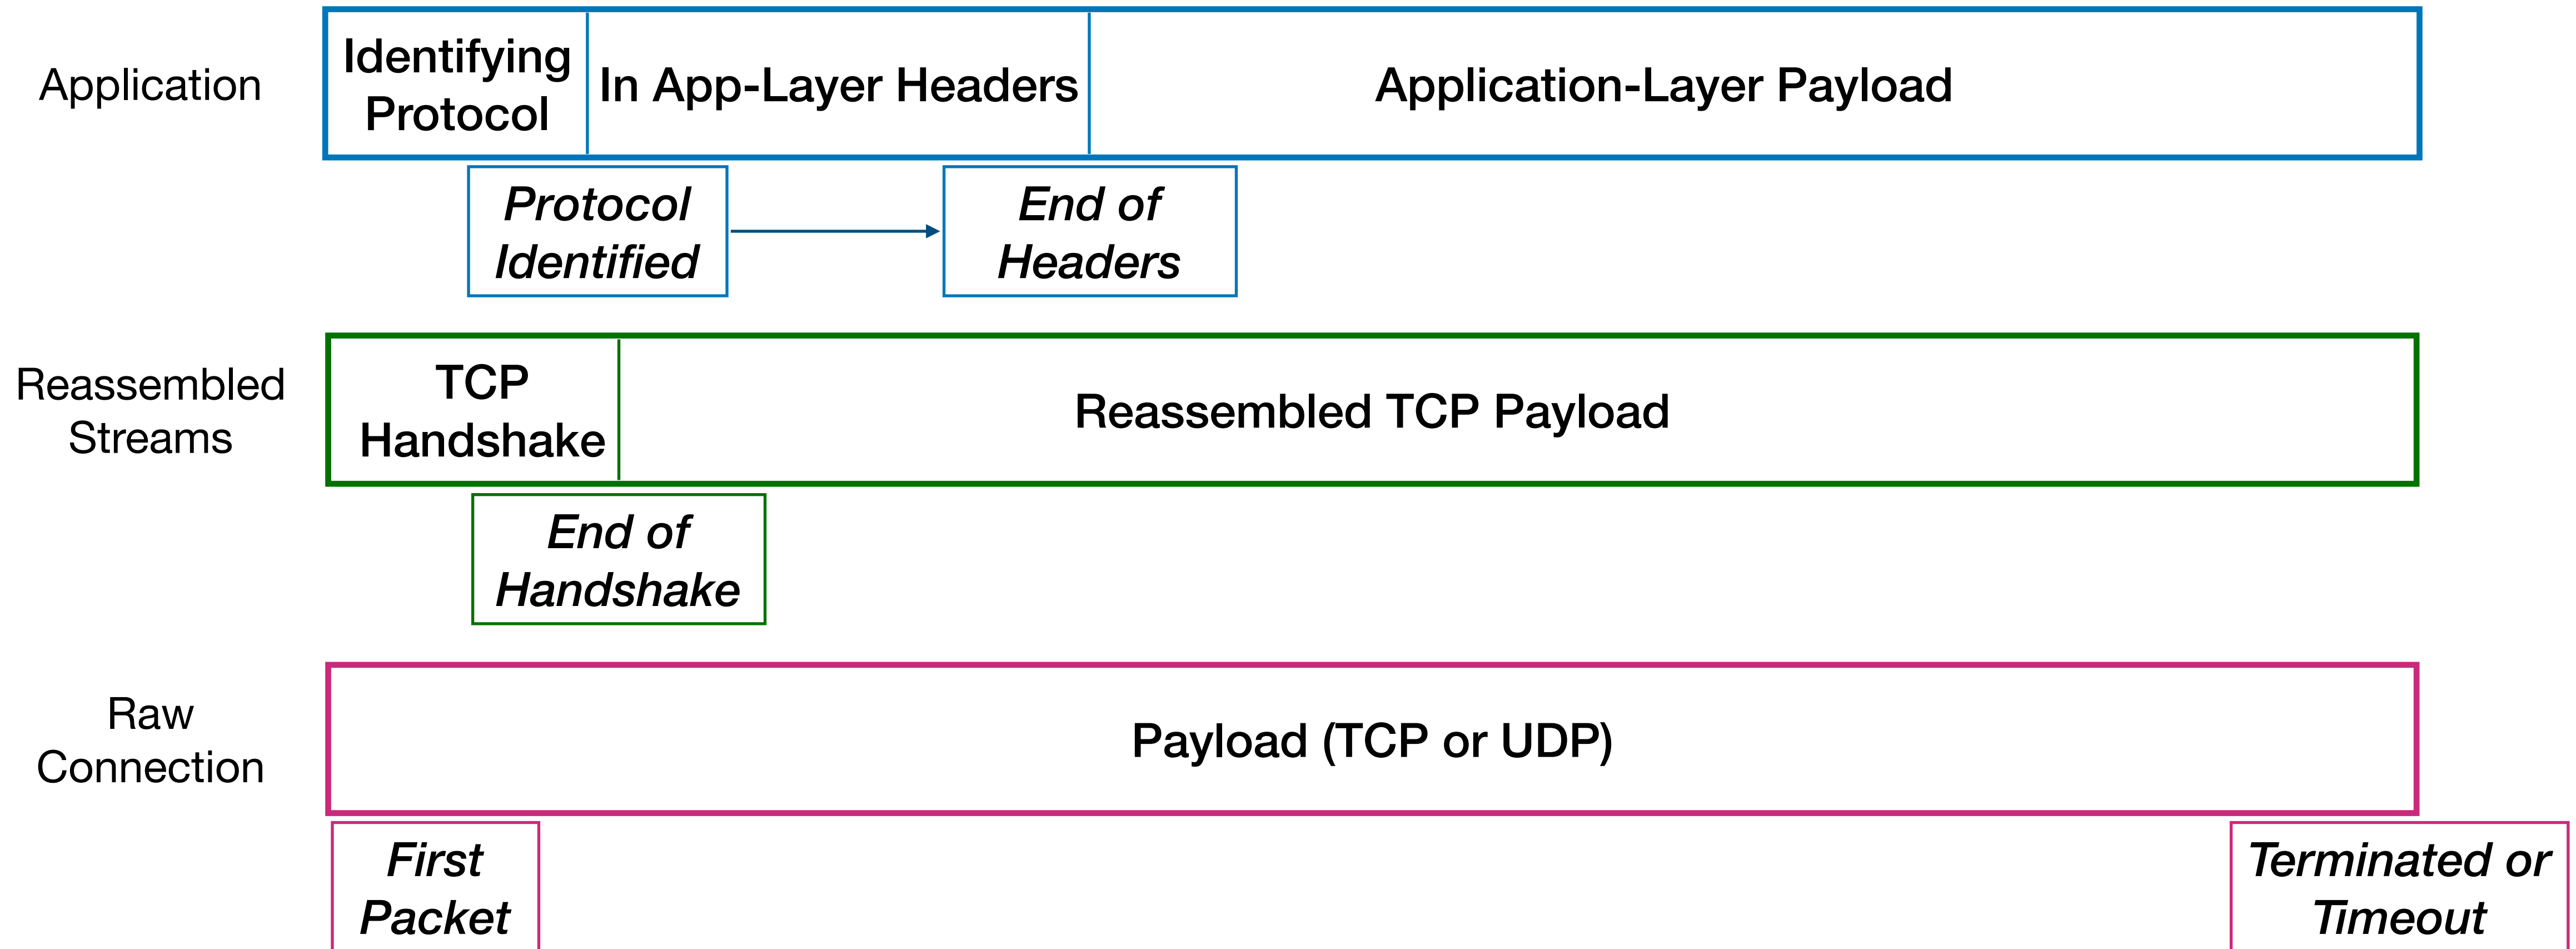 Application
Identifying
Protocol
In App-Layer Headers
Application-Layer Payload
Protocol
Identified
End of
Headers
Reassembled
Streams
TCP
Handshake
Reassembled TCP Payload
End of
Handshake
Raw
Connection
Payload (TCP or UDP)
First
Packet
Terminated or
Timeout